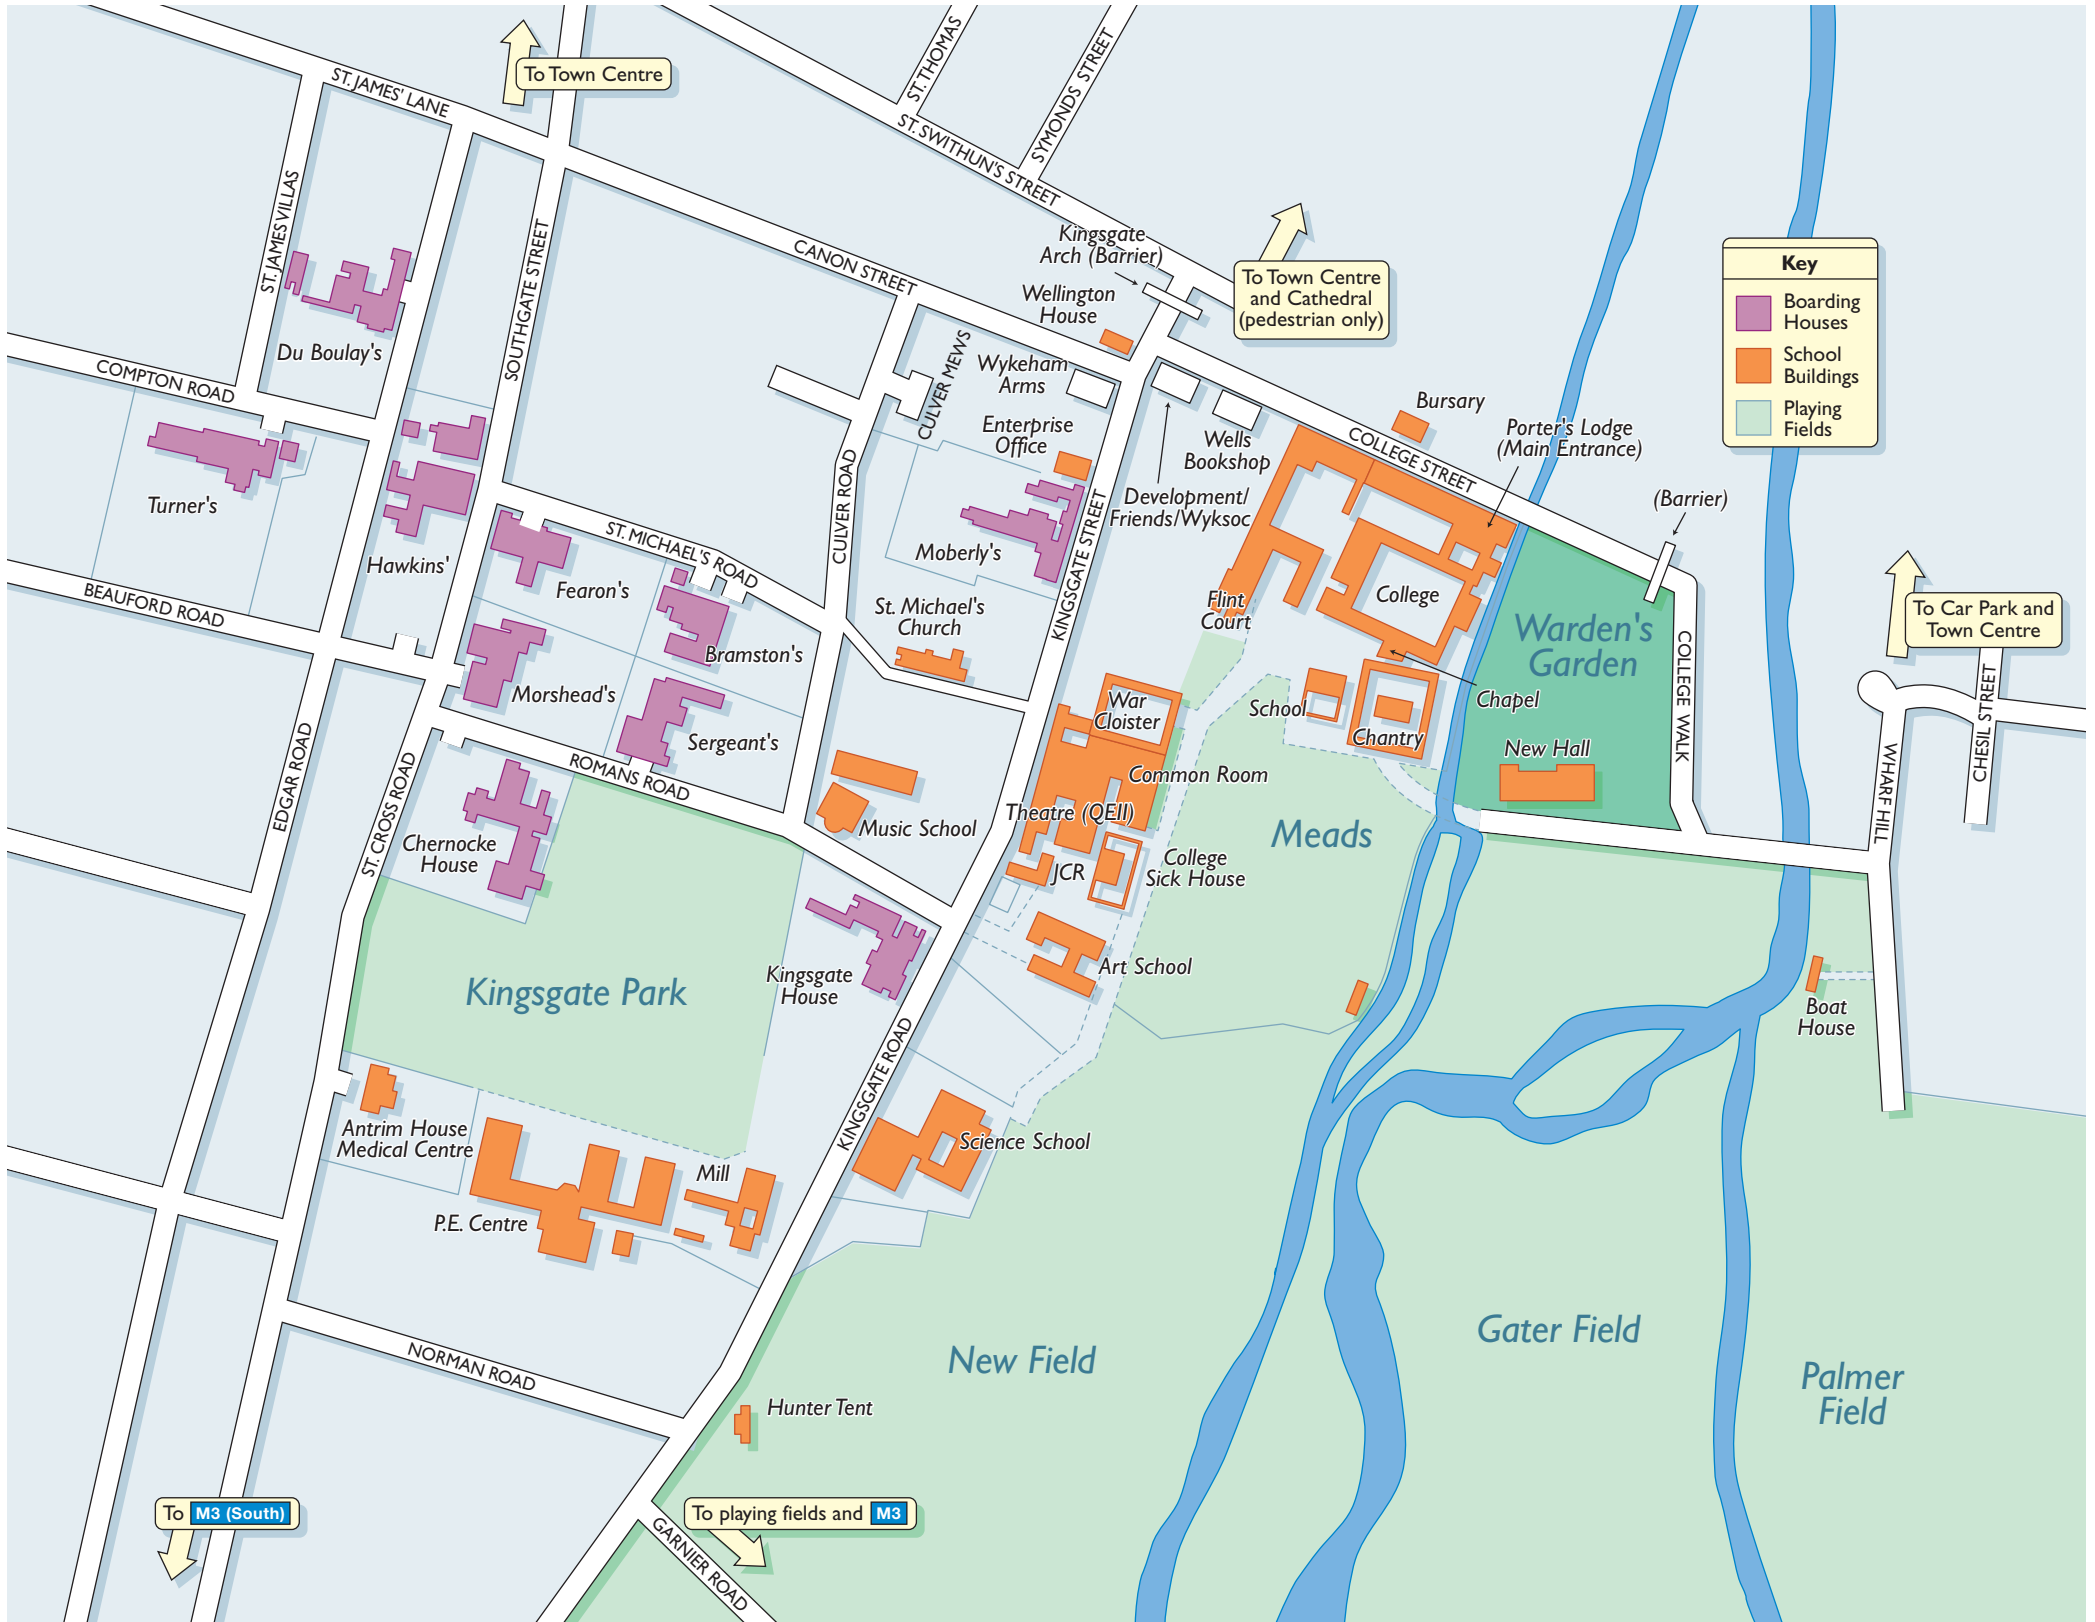 To Town Centre
ST. JAMES' LANE
ST. THOMAS
SYMONDS STREET
ST. SWITHUN'S STREET
ST. JAMES VILLAS
SOUTHGATE STREET
CANON STREET
Kingsgate
Arch (Barrier)
To Town Centre
and Cathedral
(pedestrian only)
Key
Boarding
Houses
School
Buildings
Playing
Fields
Wellington
House
Du Boulay's
COMPTON ROAD
CULVER MEWS
Wykeham
Arms
Enterprise
Office
Wells
Bookshop
Bursary
COLLEGE STREET
Porter's Lodge
(Main Entrance)
(Barrier)
Turner's
Hawkins'
Fearon's
ST. MICHAEL'S ROAD
CULVER ROAD
Moberly's
KINGSGATE STREET
Development/
Friends/Wyksoc
College
Flint
Court
Warden's
Garden
COLLEGE WALK
To Car Park and
Town Centre
BEAUFORD ROAD
St. Michael's
Church
Bramston's
Morshead's
Sergeant's
War
Cloister
School
Chapel
Chantry
New Hall
CHESIL STREET
WHARF HILL
EDGAR ROAD
ST. CROSS ROAD
ROMANS ROAD
Common Room
Theatre (QEII)
Music School
Meads
Chernocke
House
JCR
College
Sick House
Kingsgate Park
Kingsgate
House
Art School
Boat
House
KINGSGATE ROAD
Antrim House
Medical Centre
Science School
Mill
P.E. Centre
NORMAN ROAD
New Field
Gater Field
Palmer
Field
Hunter Tent
To M3 (South)
To playing fields and M3
GARNIER ROAD